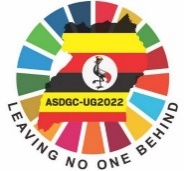 ASDGC-UG2022
LEAVING NO ONE BEHIND